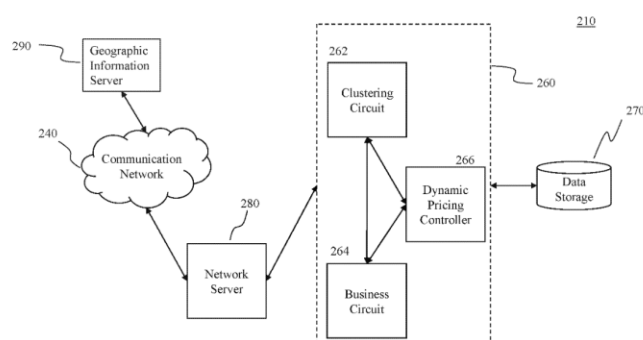 210
290
Geographic
Information
Server
262
260
Clustering
Circuit
270
240
Communication
Network
266
Dynamic
Pricing
Controller
Data
Storage
280
Network
Server
264
Business
Circuit